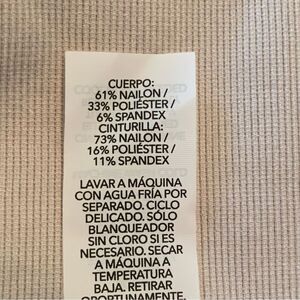 CUERPO:
61% NAILON /
33% POLIÉSTER /
6% SPANDEX
CINTURILLA:
73% NAILON /
16% POLIÉSTER /
11% SPANDEX
LAVAR A MÁQUINA
CON AGUA FRÍA POR
SEPARADO. CICLO
DELICADO. SÓLO
BLANQUEADOR
SIN CLORO SI ES
NECESARIO. SECAR
A MÁQUINA A
TEMPERATURA
BAJA. RETIRAR
OPORTUNAMENTE.